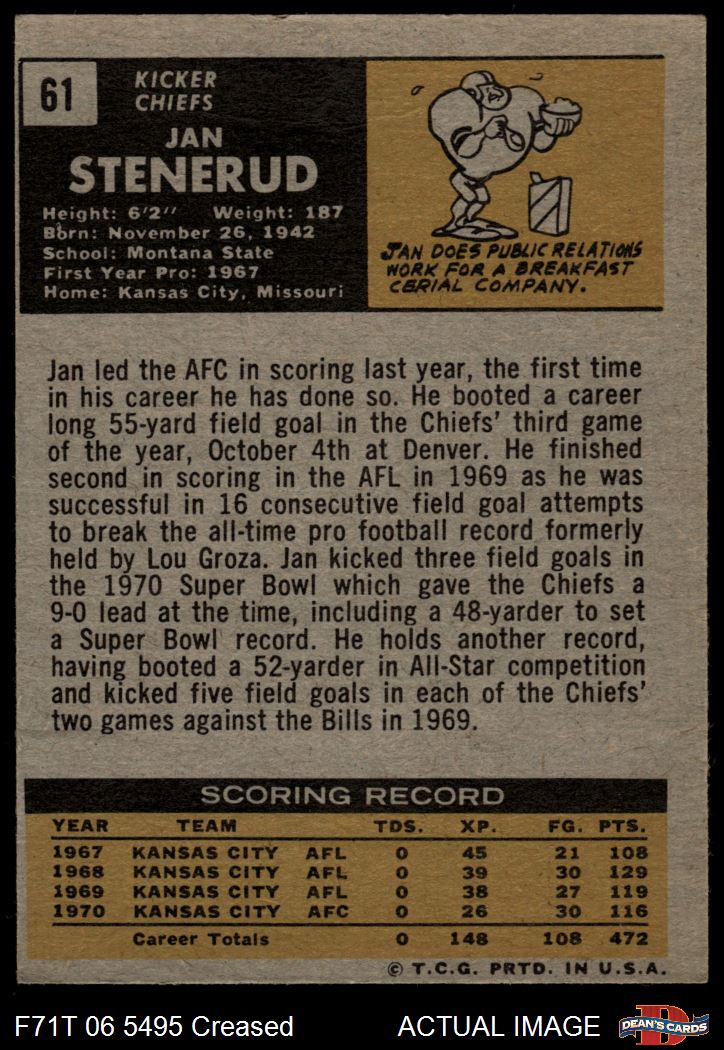 61
KICKER
CHIEFS
JAN
STENERUD
Height: 6'2'' Weight: 187
Born: November 26, 1942
School: Montana State
First Year Pro: 1967
Home: Kansas City, Missouri
JAN DOES PUBLIC RELATIONS
WORK FOR A BREAKFAST
CERIAL COMPANY.
Jan led the AFC in scoring last year, the first time
in his career he has done so. He booted a career
long 55-yard field goal in the Chiefs' third game
of the year, October 4th at Denver. He finished
second in scoring in the AFL in 1969 as he was
successful in 16 consecutive field goal attempts
to break the all-time pro football record formerly
held by Lou Groza. Jan kicked three field goals in
the 1970 Super Bowl which gave the Chiefs a
9-0 lead at the time, including a 48-yarder to set
a Super Bowl record. He holds another record,
having booted a 52-yarder in All-Star competition
and kicked five field goals in each of the Chiefs'
two games against the Bills in 1969.
SCORING RECORD
YEAR TEAM TDS. XP. FG. PTS.
1967 KANSAS CITY AFL 0 45 21 108
1968 KANSAS CITY AFL 0 39 30 129
1969 KANSAS CITY AFL 0 38 27 119
1970 KANSAS CITY AFC 0 26 30 116
Career Totals 0 148 108 472
© T.C.G. PRTD. IN U.S.A.
F71T 06 5495 Creased ACTUAL IMAGE
D
DEAN'S CARDS